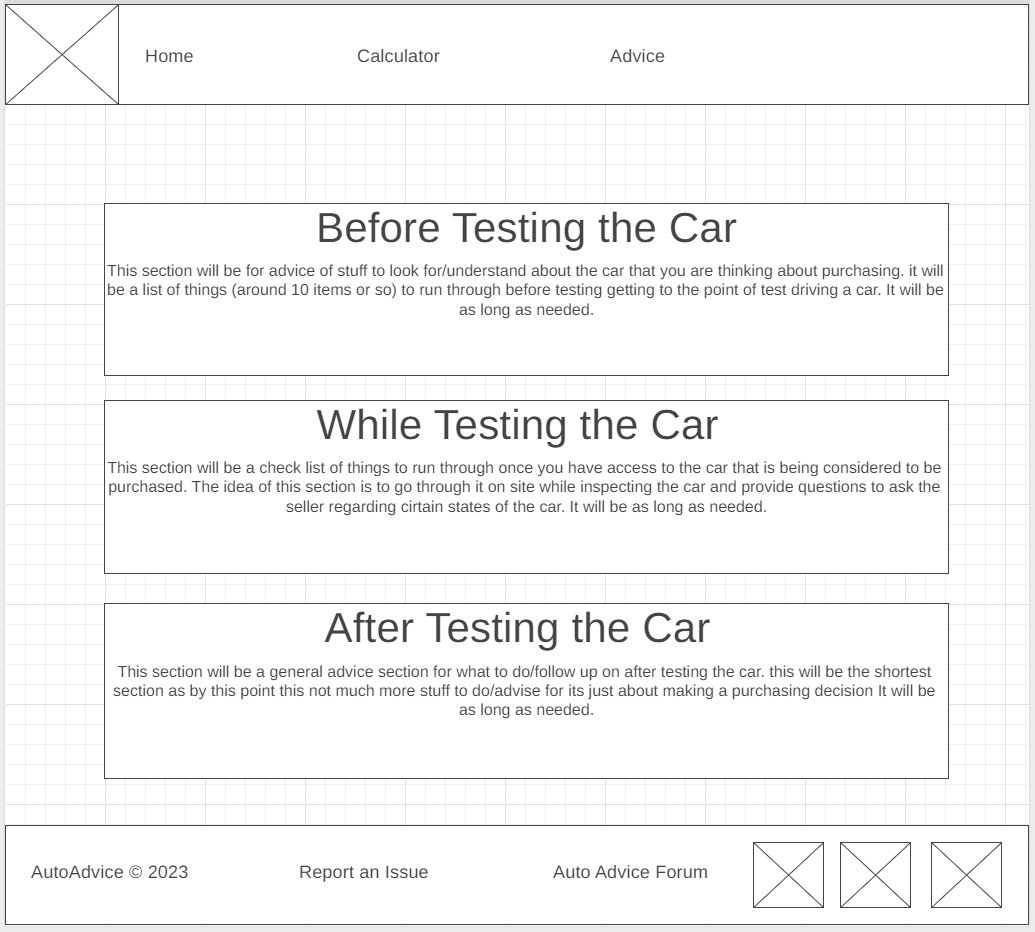 Home Calculator Advice
Before Testing the Car
This section will be for advice of stuff to look for/understand about the car that you are thinking about purchasing. it will
be a list of things (around 10 items or so) to run through before testing getting to the point of test driving a car. It will be
as long as needed.
While Testing the Car
This section will be a check list of things to run through once you have access to the car that is being considered to be
purchased. The idea of this section is to go through it on site while inspecting the car and provide questions to ask the
seller regarding cirtain states of the car. It will be as long as needed.
After Testing the Car
This section will be a general advice section for what to do/follow up on after testing the car. this will be the shortest
section as by this point this not much more stuff to do/advise for its just about making a purchasing decision It will be
as long as needed.
AutoAdvice © 2023 Report an Issue Auto Advice Forum